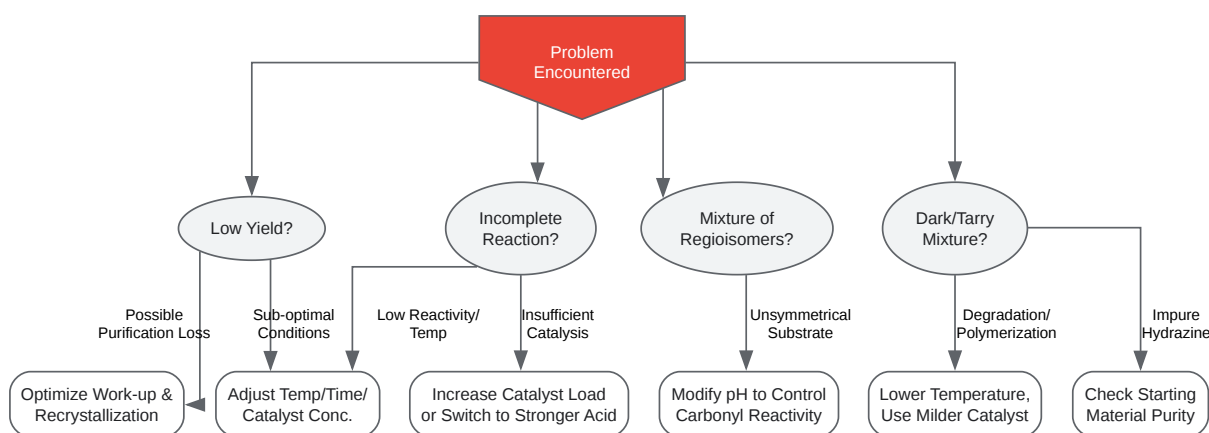 Problem
Encountered
Low Yield?
Incomplete
Reaction?
Mixture of
Regioisomers?
Dark/Tarry
Mixture?
Possible
Purification Loss
Sub-optimal
Conditions
Low Reactivity/
Temp
Insufficient
Catalysis
Unsymmetrical
Substrate
Degradation/
Polymerization
Impure
Hydrazine
Optimize Work-up &
Recrystallization
Adjust Temp/Time/
Catalyst Conc.
Increase Catalyst Load
or Switch to Stronger Acid
Modify pH to Control
Carbonyl Reactivity
Lower Temperature,
Use Milder Catalyst
Check Starting
Material Purity